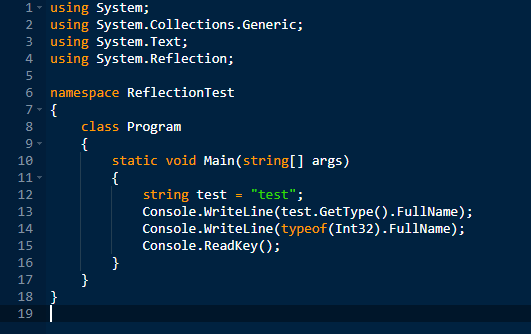 1 using System;
2 using System.Collections.Generic;
3 using System.Text;
4 using System.Reflection;
5
6 namespace ReflectionTest
7 {
8     class Program
9     {
10         static void Main(string[] args)
11         {
12             string test = "test";
13             Console.WriteLine(test.GetType().FullName);
14             Console.WriteLine(typeof(Int32).FullName);
15             Console.ReadKey();
16         }
17     }
18 }
19